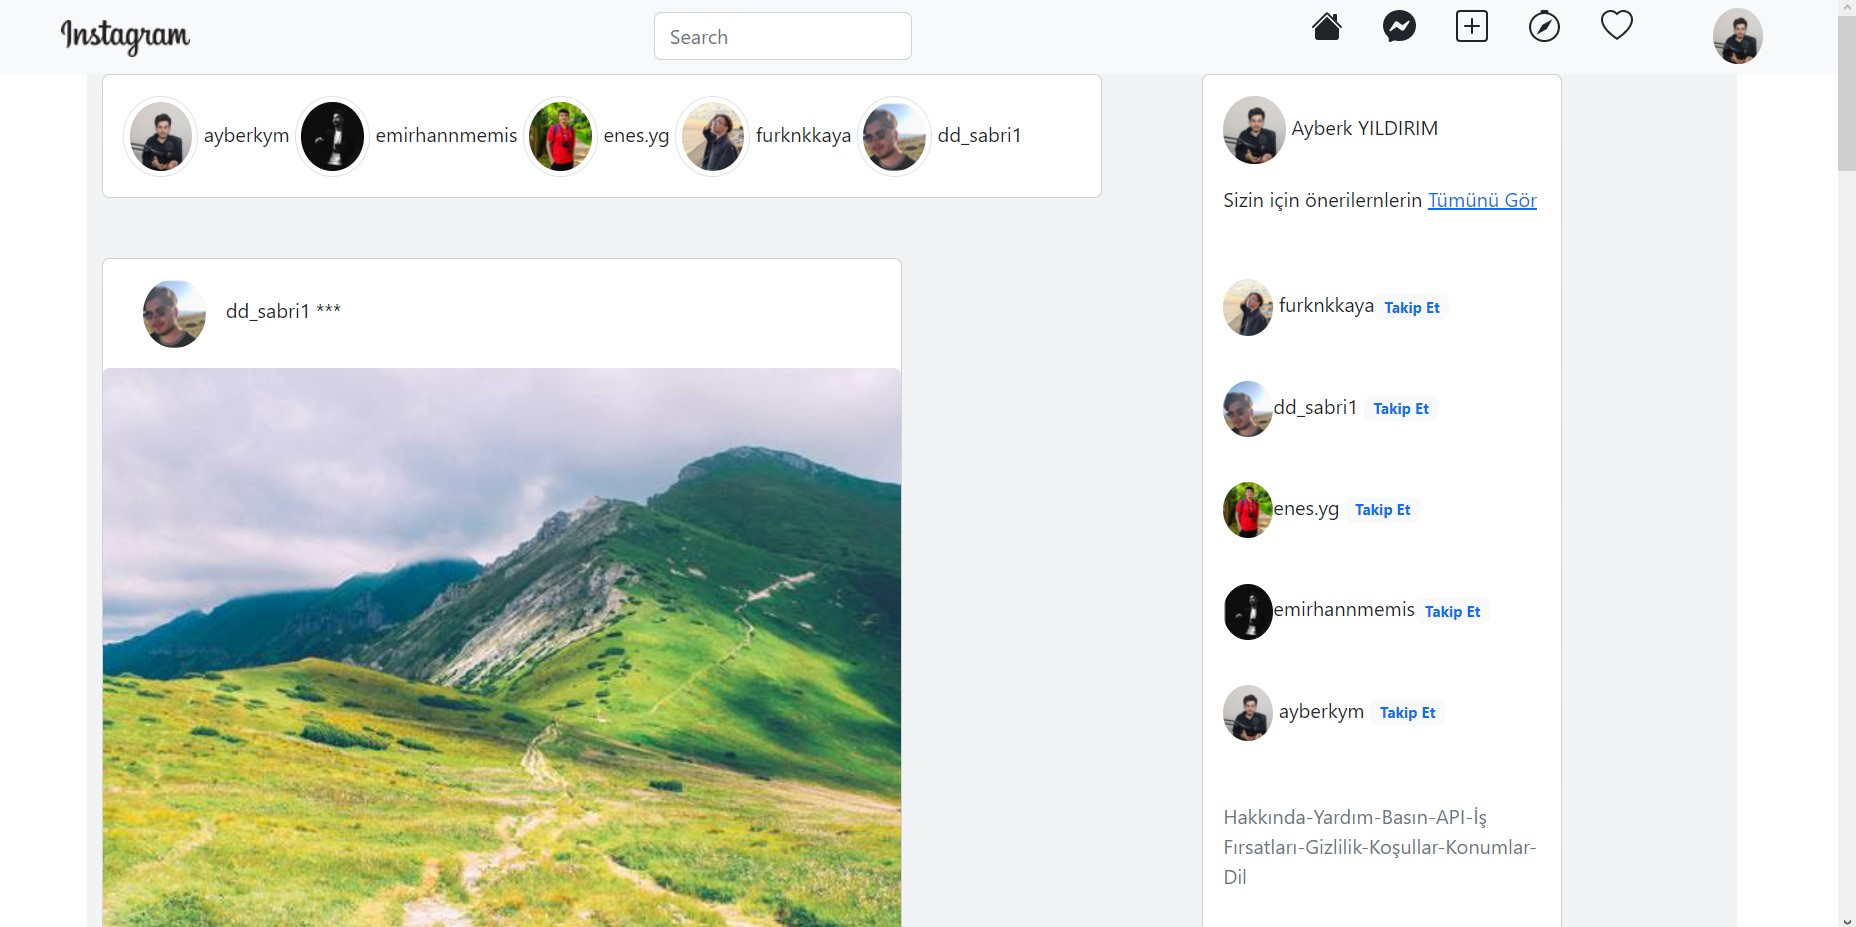 Instagram
Search
ayberkym emirhannmemis enes.yg furknkkaya dd_sabri1
dd_sabri1 ***
Ayberk YILDIRIM
Sizin için önerilernlerin Tümünü Gör
furknkkaya Takip Et
dd_sabri1 Takip Et
enes.yg Takip Et
emirhannmemis Takip Et
ayberkym Takip Et
Hakkında-Yardım-Basın-API-İş
Fırsatları-Gizlilik-Koşullar-Konumlar-
Dil